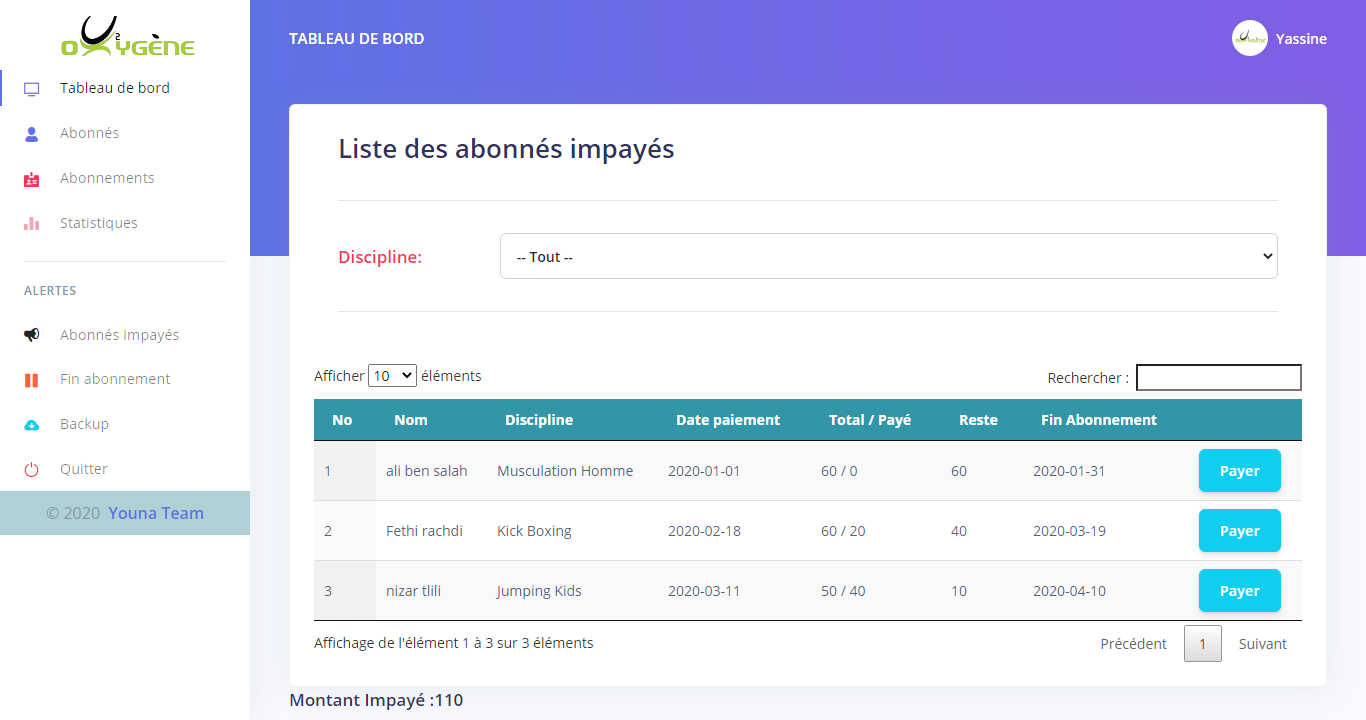 OXYGÈNE
2
Tableau de bord
Abonnés
Abonnements
Statistiques
ALERTES
Abonnés Impayés
Fin abonnement
Backup
Quitter
© 2020 Youna Team
TABLEAU DE BORD
Yassine
Liste des abonnés impayés
Discipline:
-- Tout --
Afficher 10 éléments
Rechercher :
No Nom Discipline Date paiement Total / Payé Reste Fin Abonnement
1 ali ben salah Musculation Homme 2020-01-01 60 / 0 60 2020-01-31 Payer
2 Fethi rachdi Kick Boxing 2020-02-18 60 / 20 40 2020-03-19 Payer
3 nizar tlili Jumping Kids 2020-03-11 50 / 40 10 2020-04-10 Payer
Affichage de l'élément 1 à 3 sur 3 éléments
Précédent 1 Suivant
Montant Impayé :110